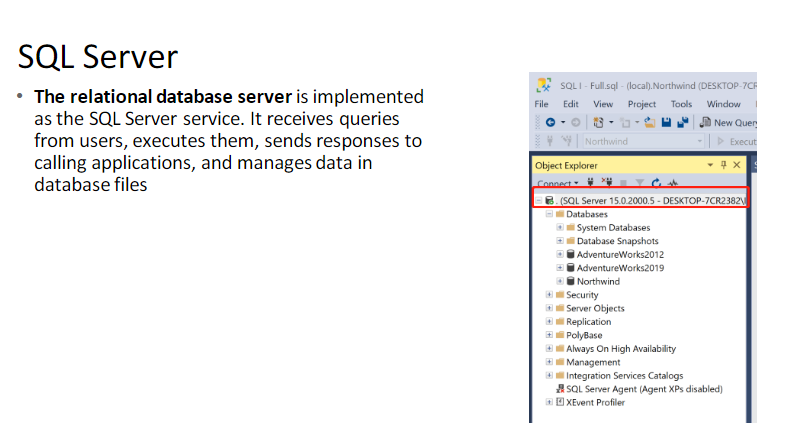 SQL Server
• The relational database server is implemented
as the SQL Server service. It receives queries
from users, executes them, sends responses to
calling applications, and manages data in
database files
SQL I - Full.sql - (local).Northwind (DESKTOP-7CR
File Edit View Project Tools Window
New Query
Northwind
Execut
Object Explorer
Connect
. (SQL Server 15.0.2000.5 - DESKTOP-7CR2382\
Databases
System Databases
Database Snapshots
AdventureWorks2012
AdventureWorks2019
Northwind
Security
Server Objects
Replication
PolyBase
Always On High Availability
Management
Integration Services Catalogs
SQL Server Agent (Agent XPs disabled)
XEvent Profiler